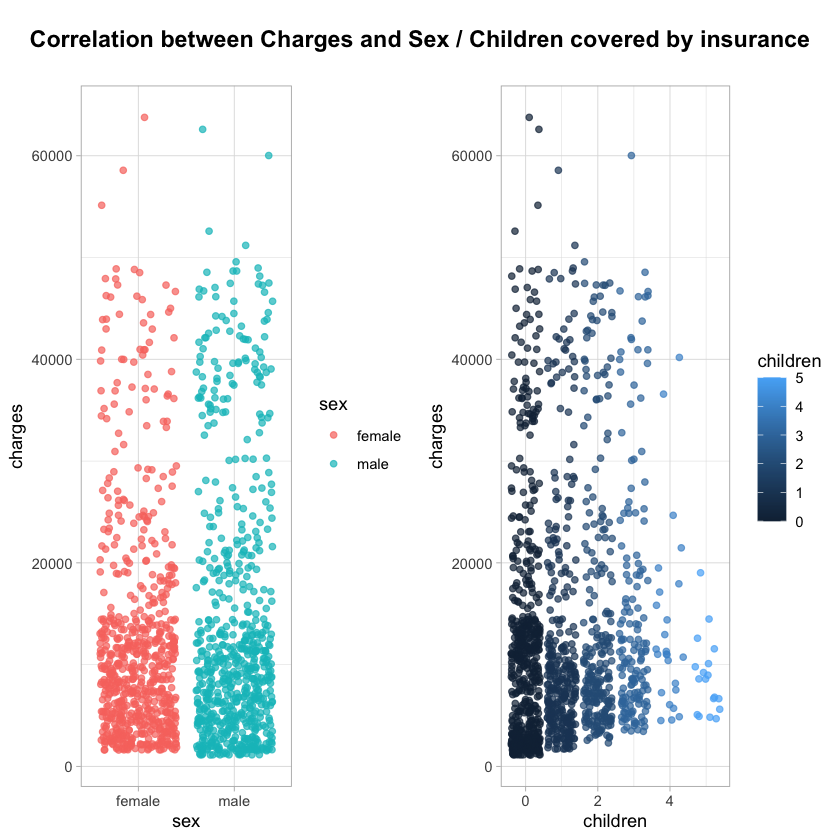 Correlation between Charges and Sex / Children covered by insurance
charges
60000
40000
20000
0
female
male
sex
sex
female
male
charges
60000
40000
20000
0
0
2
4
children
children
5
4
3
2
1
0